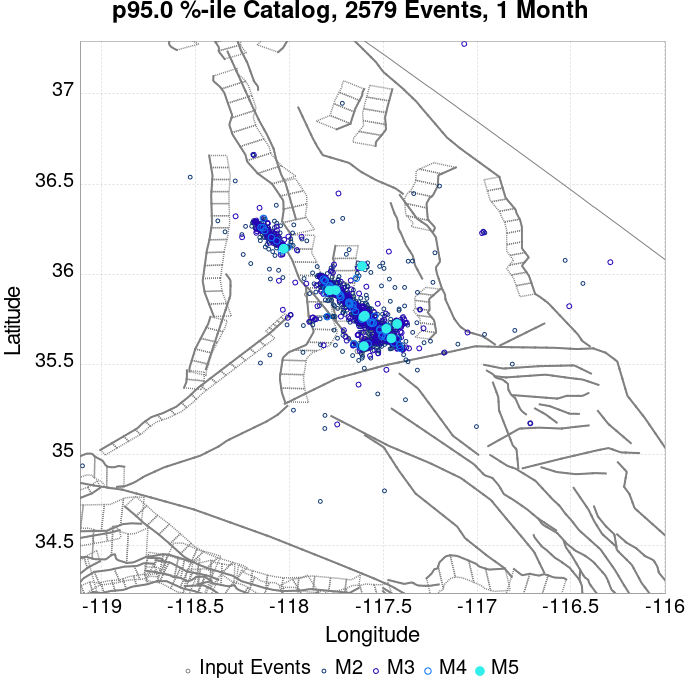 p95.0 %-ile Catalog, 2579 Events, 1 Month
37
36.5
36
35.5
35
34.5
Latitude
-119
-118.5
-118
-117.5
-117
-116.5
-116
Longitude
Input Events
M2
M3
M4
M5